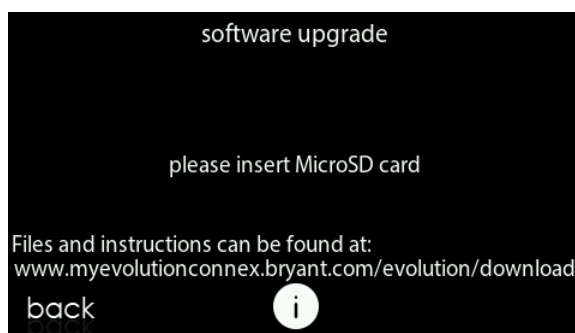 software upgrade
please insert MicroSD card
Files and instructions can be found at:
www.myevolutionconnex.bryant.com/evolution/download
back
i